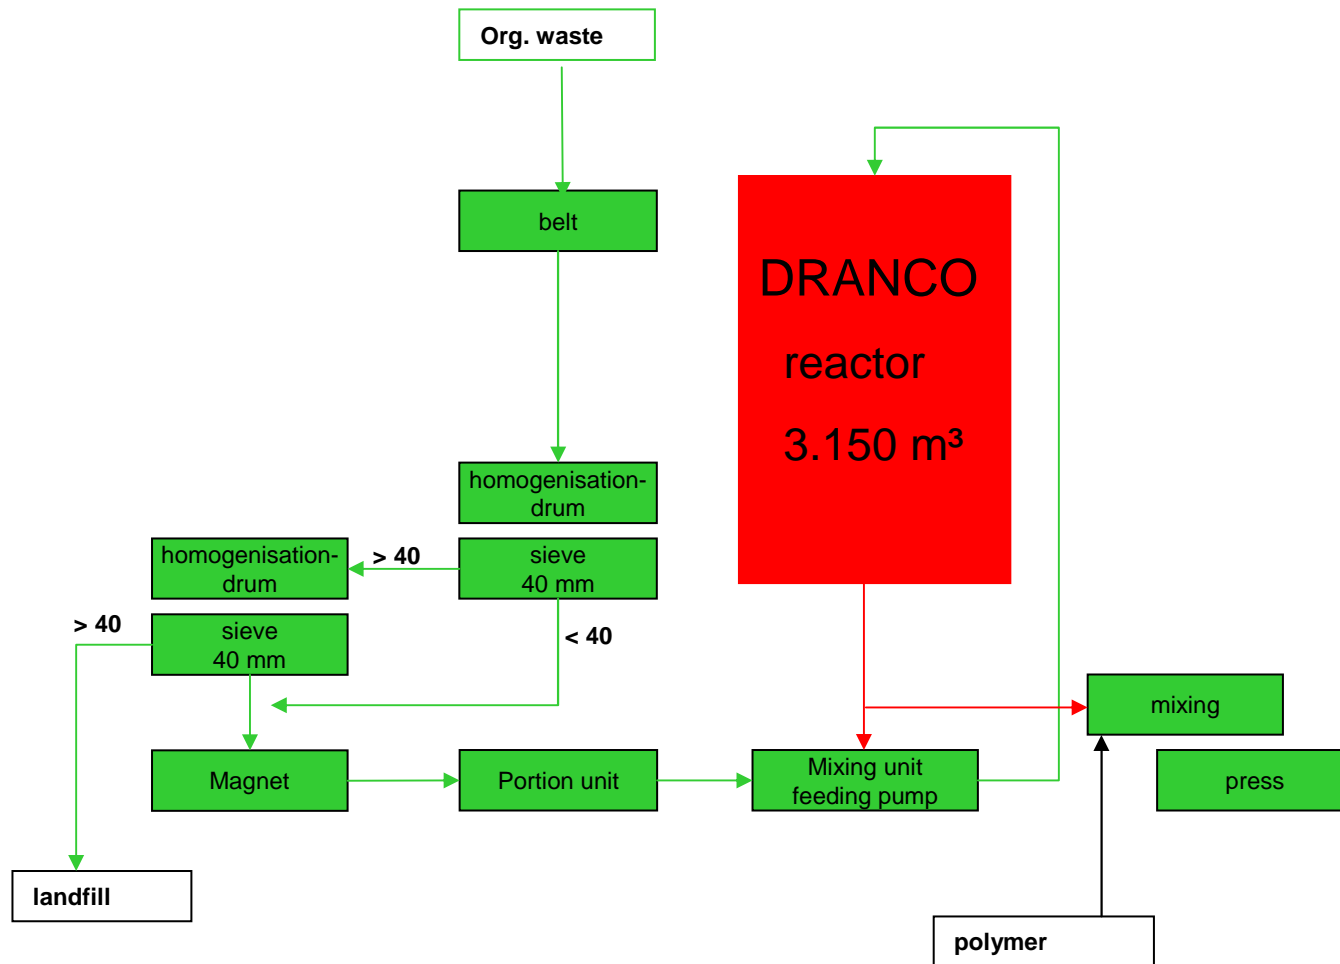 Org. waste
belt
DRANCO
reactor
3.150 m³
homogenisation-
drum
sieve
40 mm
> 40
homogenisation-
drum
sieve
40 mm
> 40
< 40
Magnet
Portion unit
Mixing unit
feeding pump
mixing
press
landfill
polymer